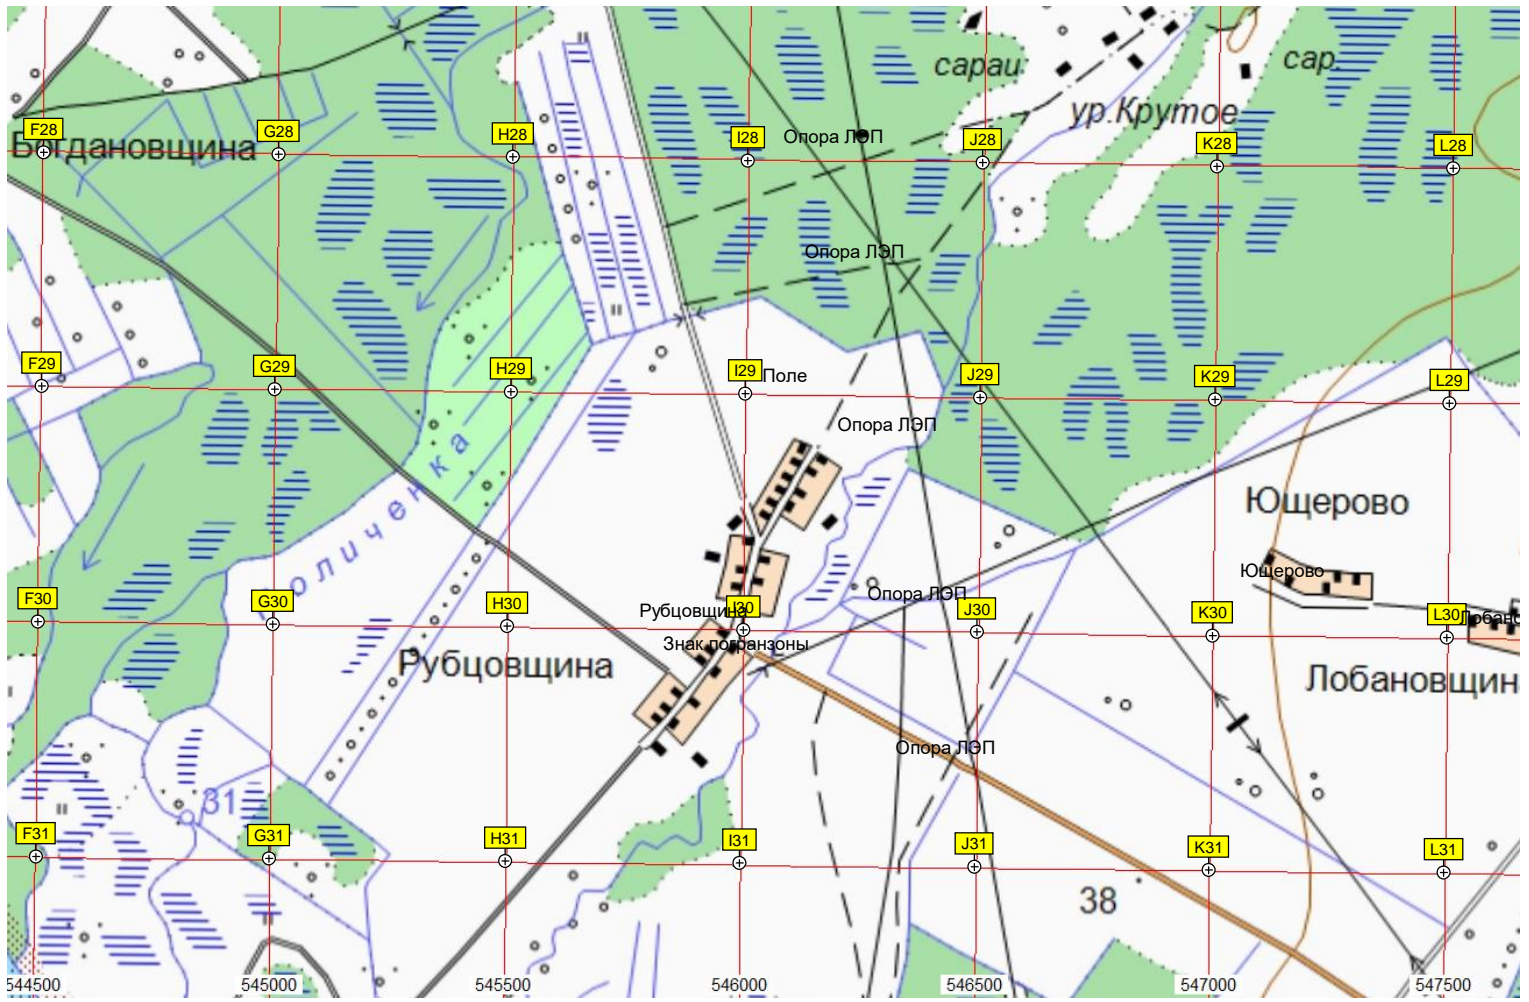 сараи
сар.
ур.Крутое
F28
G28
H28
I28
Опора ЛЭП
J28
K28
L28
Богдановщина
Опора ЛЭП
F29
G29
H29
I29
Поле
J29
K29
L29
Опора ЛЭП
Ющерово
Ющерово
F30
G30
H30
Рубцовщина
I30
Опора ЛЭП
J30
K30
L30
Знак погранзоны
Рубцовщина
Лобановщин
Опора ЛЭП
31
F31
G31
H31
I31
J31
K31
L31
38
544500
545000
545500
546000
546500
547000
547500